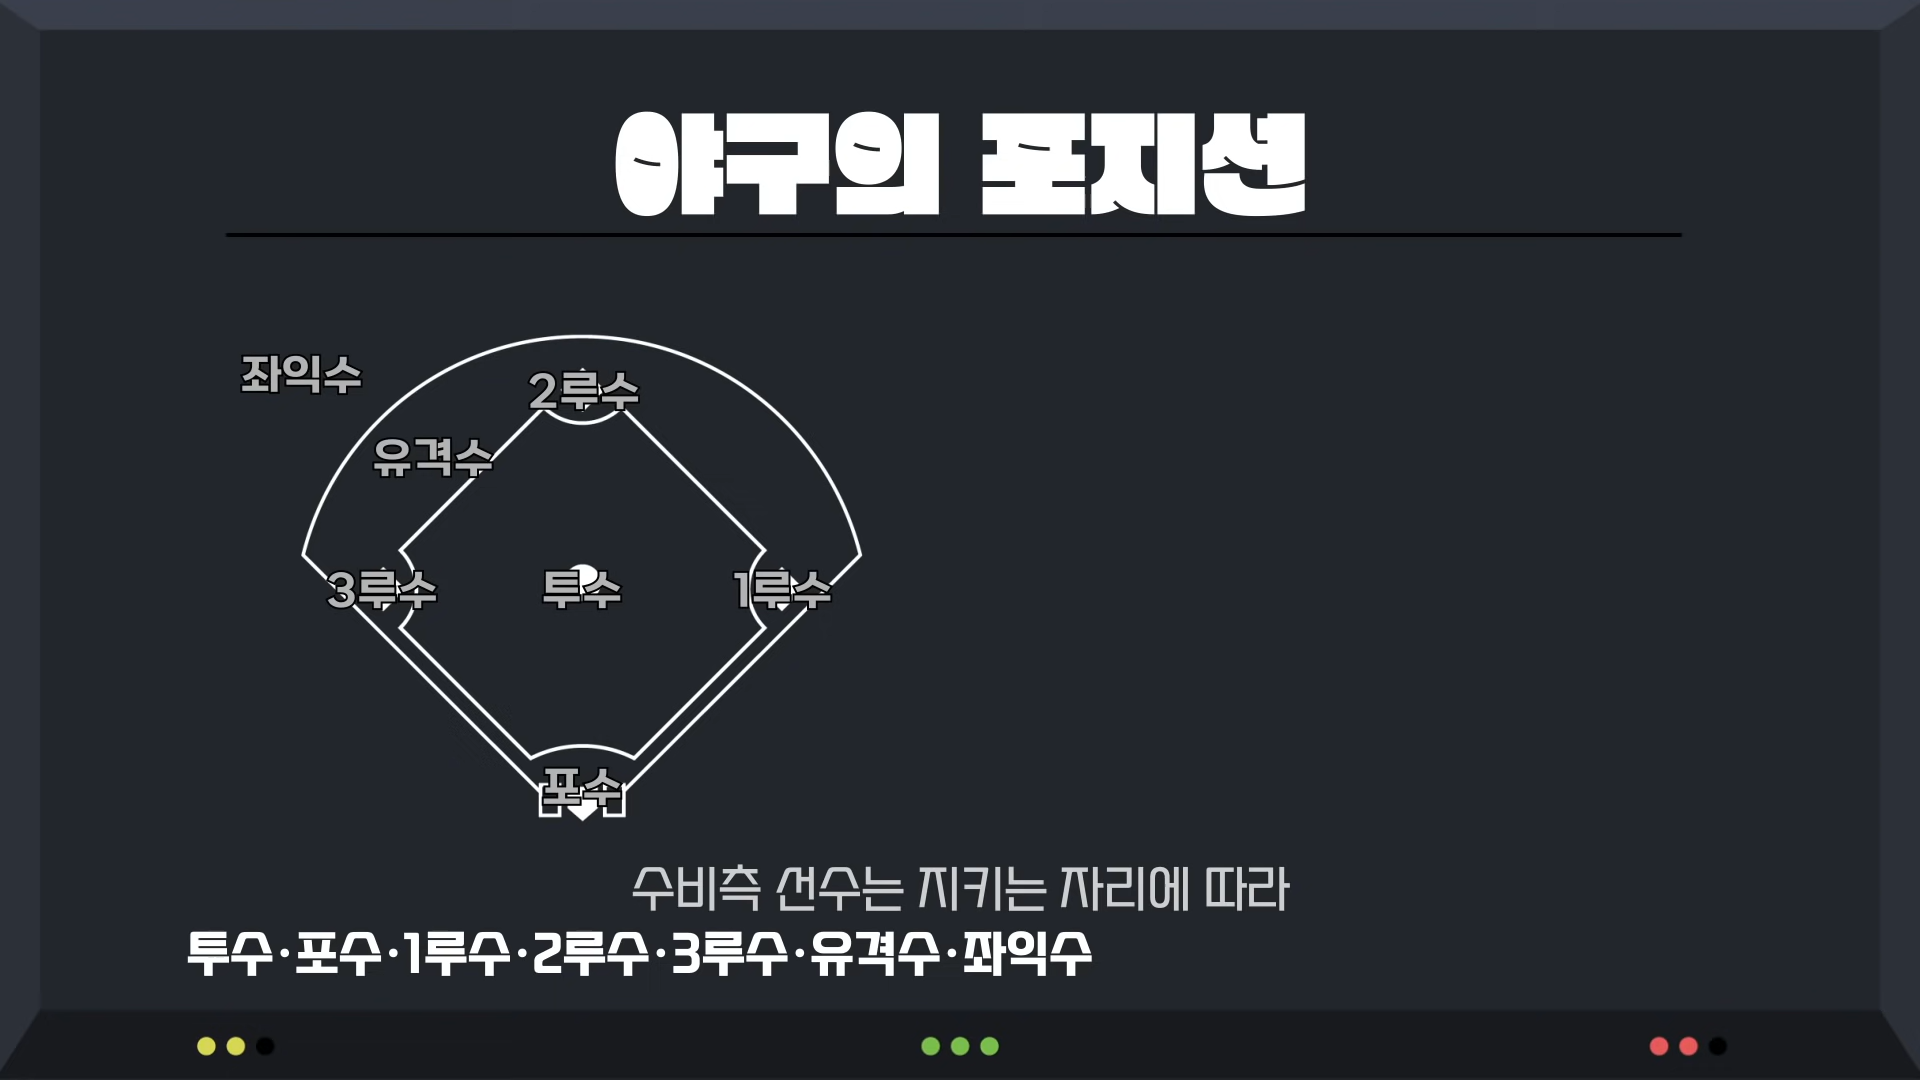 야구의 포지션
좌익수
2루수
유격수
3루수
투수
1루수
포수
수비측 선수는 지키는 자리에 따라
투수·포수·1루수·2루수·3루수·유격수·좌익수